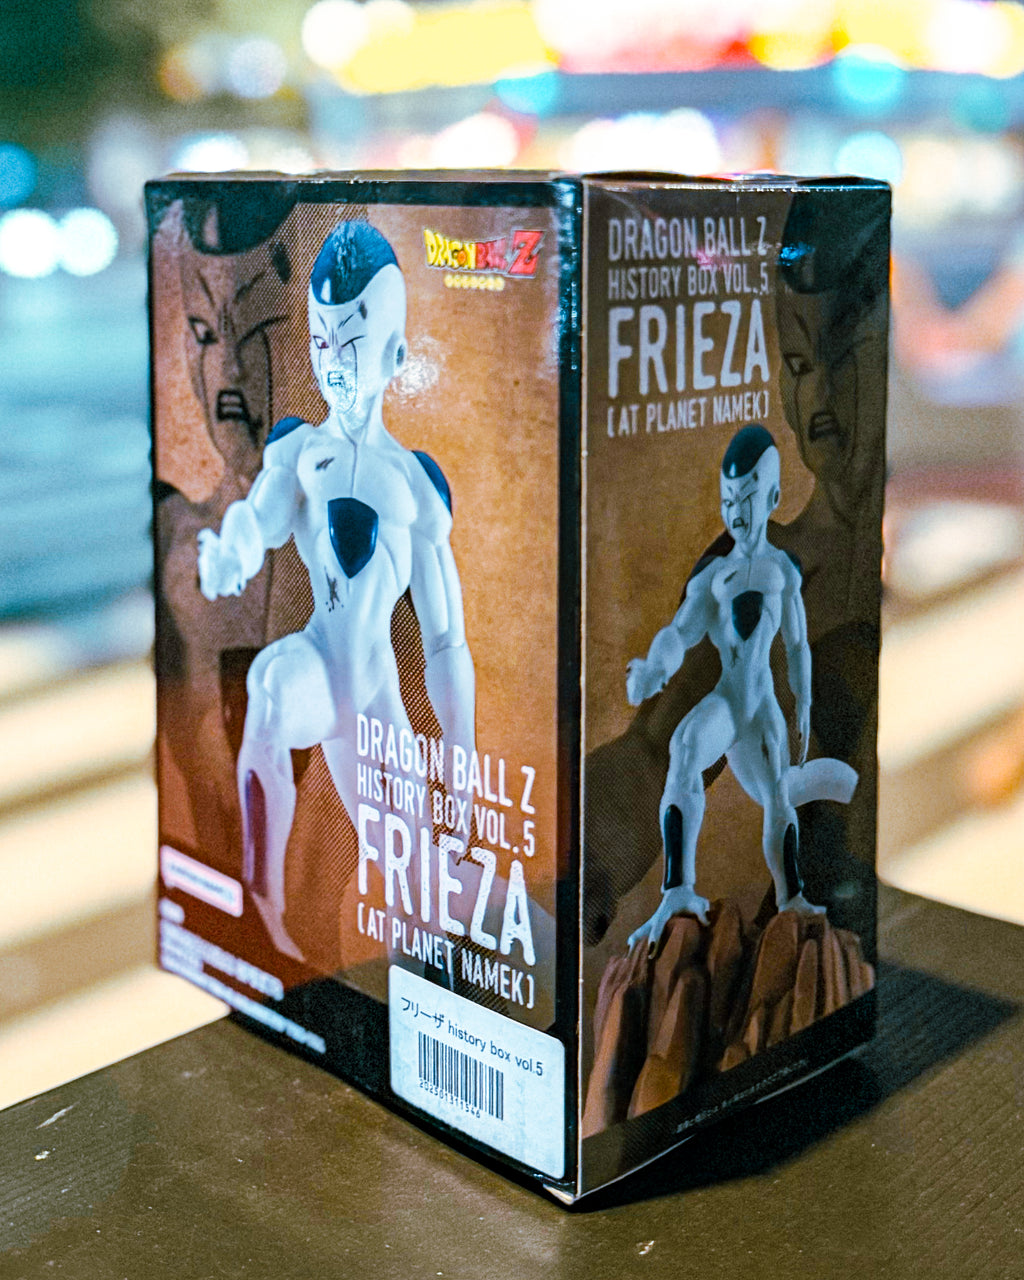 DRAGON BALL Z
DRAGON BALL Z
HISTORY BOX VOL.5
FRIEZA
(AT PLANET NAMEK)
フリーザ history box vol.5
DRAGON BALL Z
HISTORY BOX VOL.5
FRIEZA
(AT PLANET NAMEK)